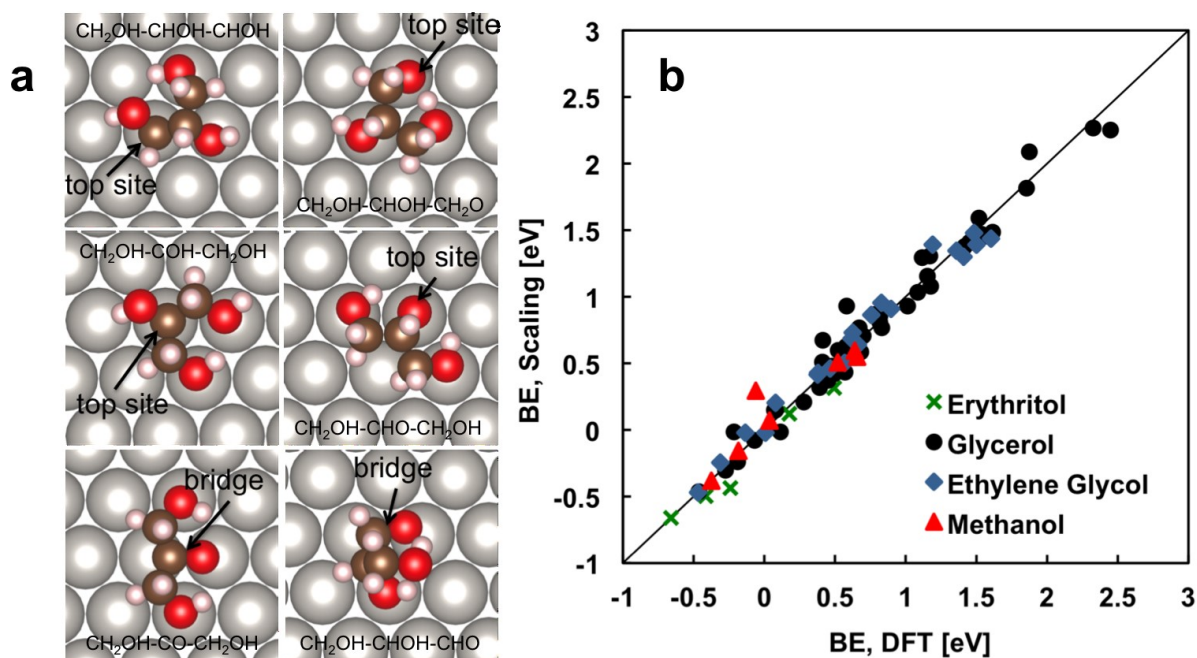 a
CH2OH-CHOH-CHOH
top site
top site
CH2OH-CHOH-CH2O
CH2OH-COH-CH2OH
top site
top site
CH2OH-CHO-CH2OH
bridge
CH2OH-CO-CH2OH
bridge
CH2OH-CHOH-CHO
b
BE, Scaling [eV]
3
2.5
2
1.5
1
0.5
0
-0.5
-1
-1 -0.5 0 0.5 1 1.5 2 2.5 3
BE, DFT [eV]
Erythritol
Glycerol
Ethylene Glycol
Methanol